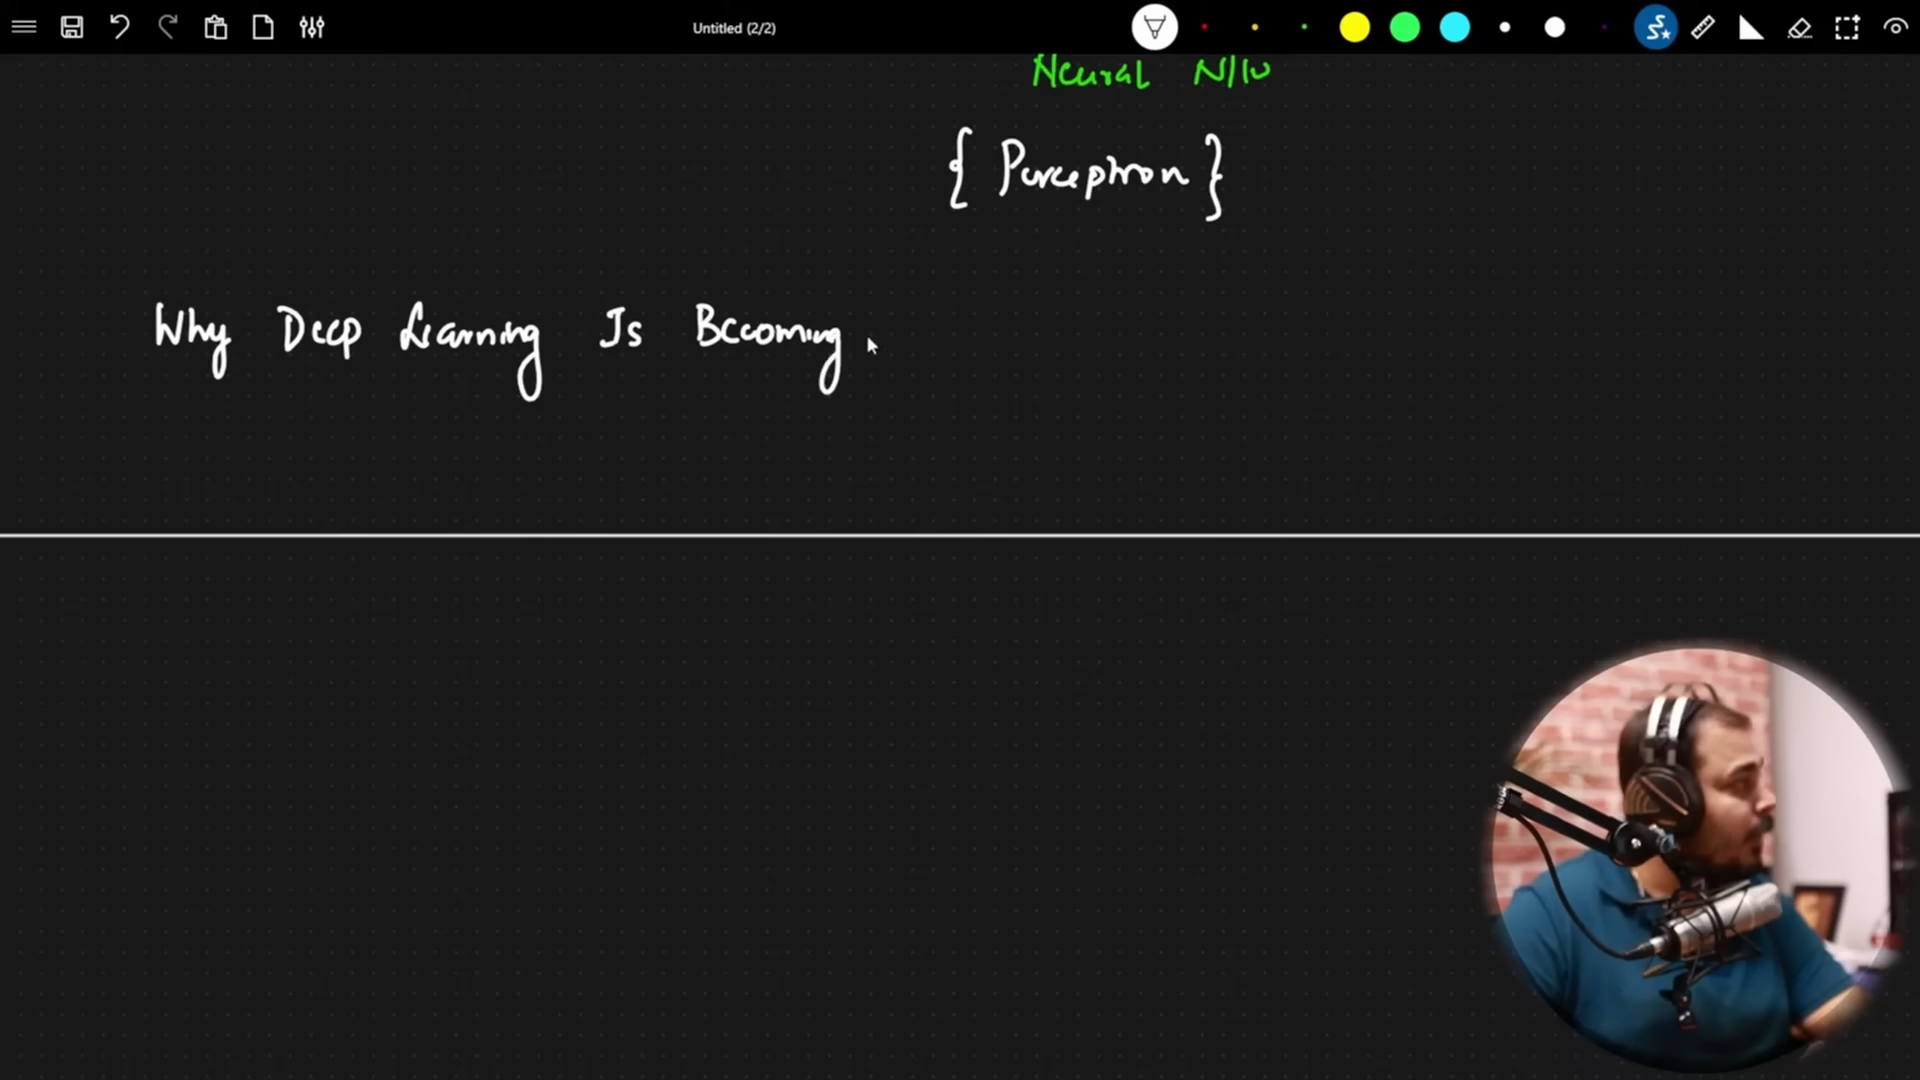 Untitled (2/2)
Neural N/w
{ Perceptron }
Why Deep Learning Is Becoming